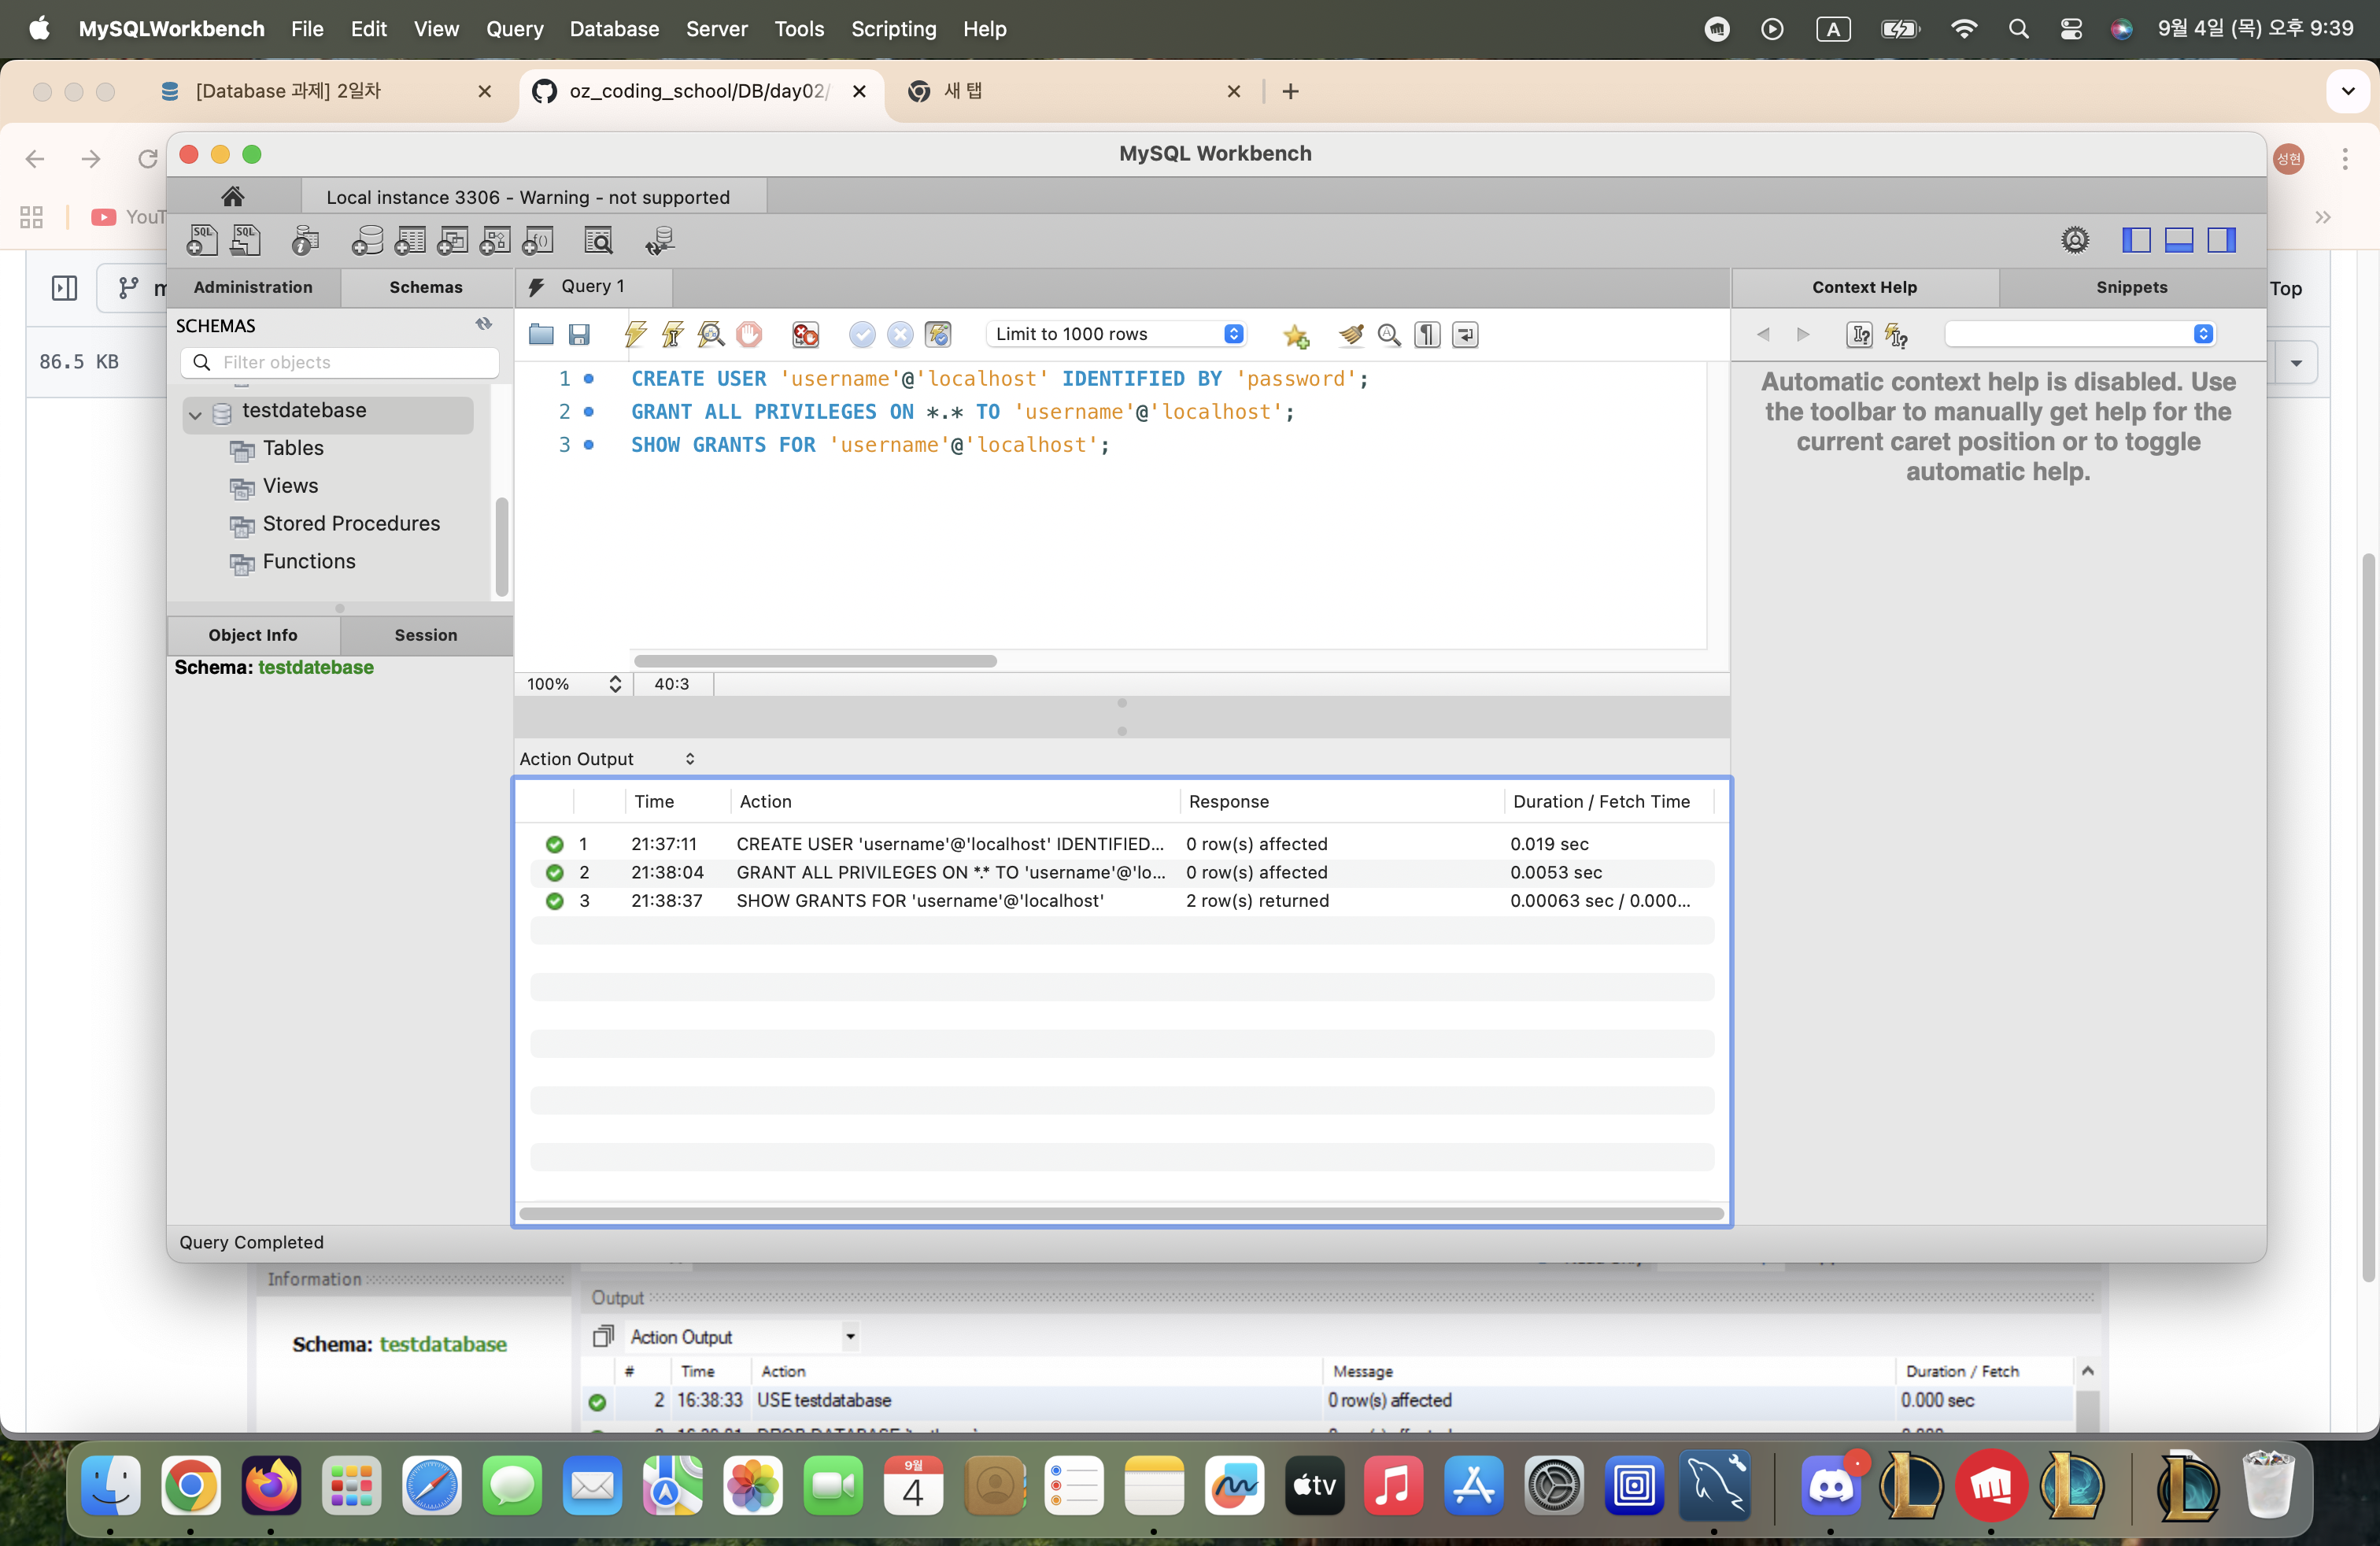 MySQLWorkbench File Edit View Query Database Server Tools Scripting Help
A
9월 4일 (목) 오후 9:39
[Database 과제] 2일차
oz_coding_school/DB/day02/
새 탭
MySQL Workbench
성현
Local instance 3306 - Warning - not supported
YouT
SQL
SQL
Administration
Schemas
Query 1
Context Help
Snippets
Top
SCHEMAS
Limit to 1000 rows
Filter objects
86.5 KB
testdatebase
Tables
Views
Stored Procedures
Functions
1 CREATE USER 'username'@'localhost' IDENTIFIED BY 'password';
2 GRANT ALL PRIVILEGES ON *.* TO 'username'@'localhost';
3 SHOW GRANTS FOR 'username'@'localhost';
Automatic context help is disabled. Use
the toolbar to manually get help for the
current caret position or to toggle
automatic help.
Object Info
Session
Schema: testdatebase
100% 40:3
Action Output
Time Action Response Duration / Fetch Time
1 21:37:11 CREATE USER 'username'@'localhost' IDENTIFIED... 0 row(s) affected 0.019 sec
2 21:38:04 GRANT ALL PRIVILEGES ON *.* TO 'username'@'lo... 0 row(s) affected 0.0053 sec
3 21:38:37 SHOW GRANTS FOR 'username'@'localhost' 2 row(s) returned 0.00063 sec / 0.000...
Query Completed
Information
Output
Schema: testdatabase
Action Output
# Time Action Message Duration / Fetch
2 16:38:33 USE testdatabase 0 row(s) affected 0.000 sec
9월
4
tv